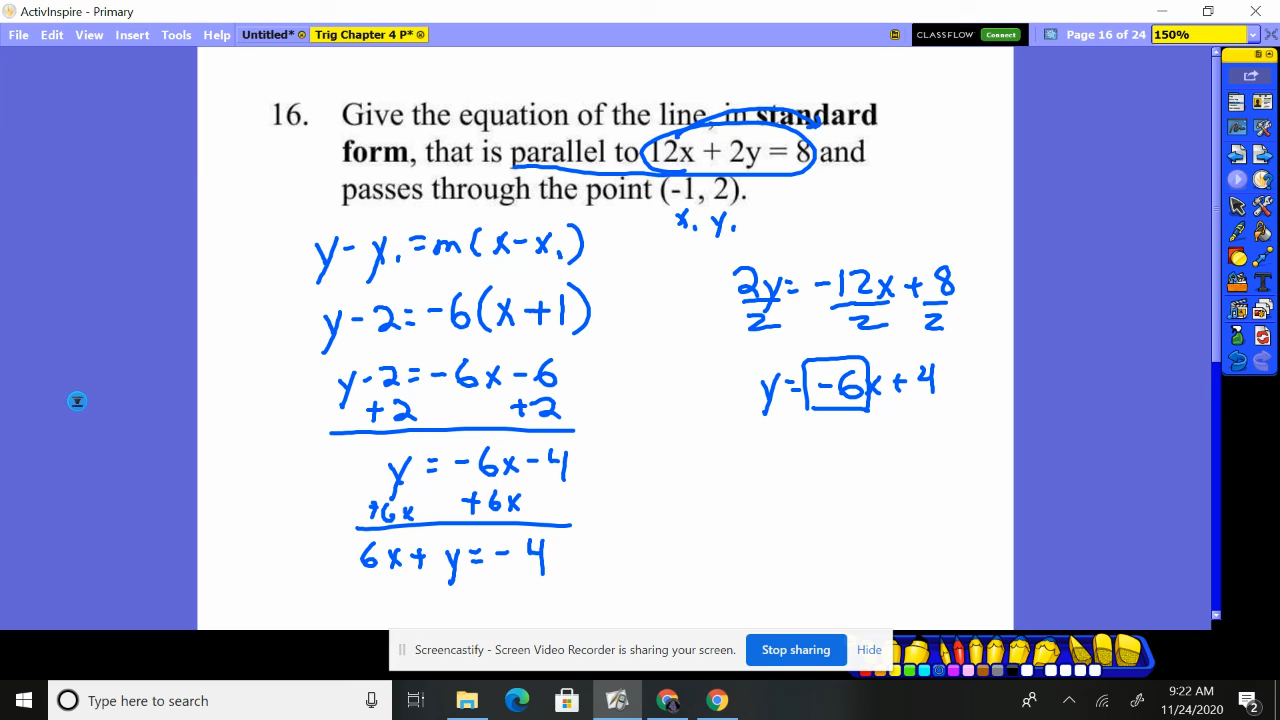 ActivInspire - Primary
File Edit View Insert Tools Help Untitled* Trig Chapter 4 P* CLASSFLOW Connect Page 16 of 24 150%
16. Give the equation of the line, in standard
form, that is parallel to 12x + 2y = 8 and
passes through the point (-1, 2).
x₁ y₁
y - y₁ = m(x - x₁)
y - 2 = -6(x + 1)
y - 2 = -6x - 6
+2 +2
y = -6x - 4
+6x +6x
6x + y = -4
2y = -12x + 8
2 2 2
y = -6x + 4
Screencastify - Screen Video Recorder is sharing your screen. Stop sharing Hide
Type here to search
9:22 AM
11/24/2020
2